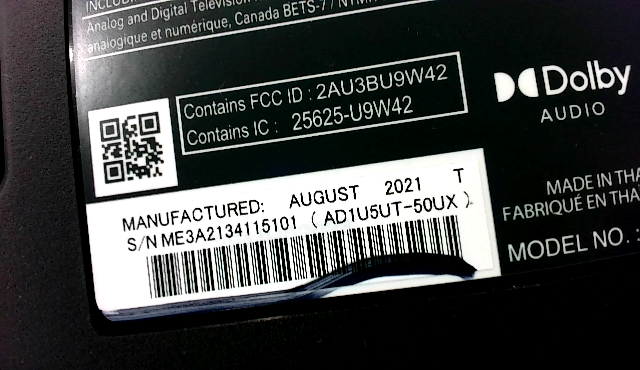 Analog and Digital Television
analogique et numérique, Canada BETS-7 / NTMR
Contains FCC ID : 2AU3BU9W42
Contains IC : 25625-U9W42
Dolby
AUDIO
MANUFACTURED: AUGUST 2021 T
S/N ME3A2134115101 ( AD1U5UT-50UX )
MADE IN THA
FABRIQUÉ EN THA
MODEL NO. :